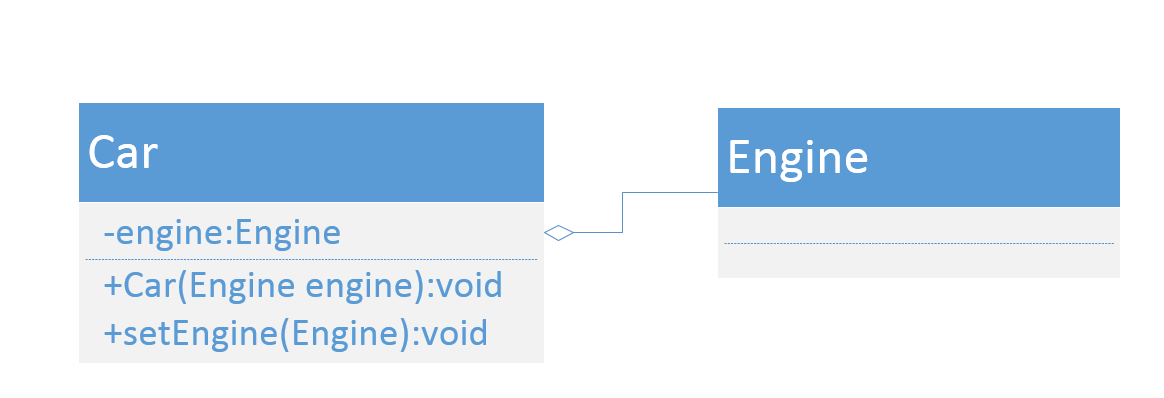 Car
-engine:Engine
+Car(Engine engine):void
+setEngine(Engine):void
Engine